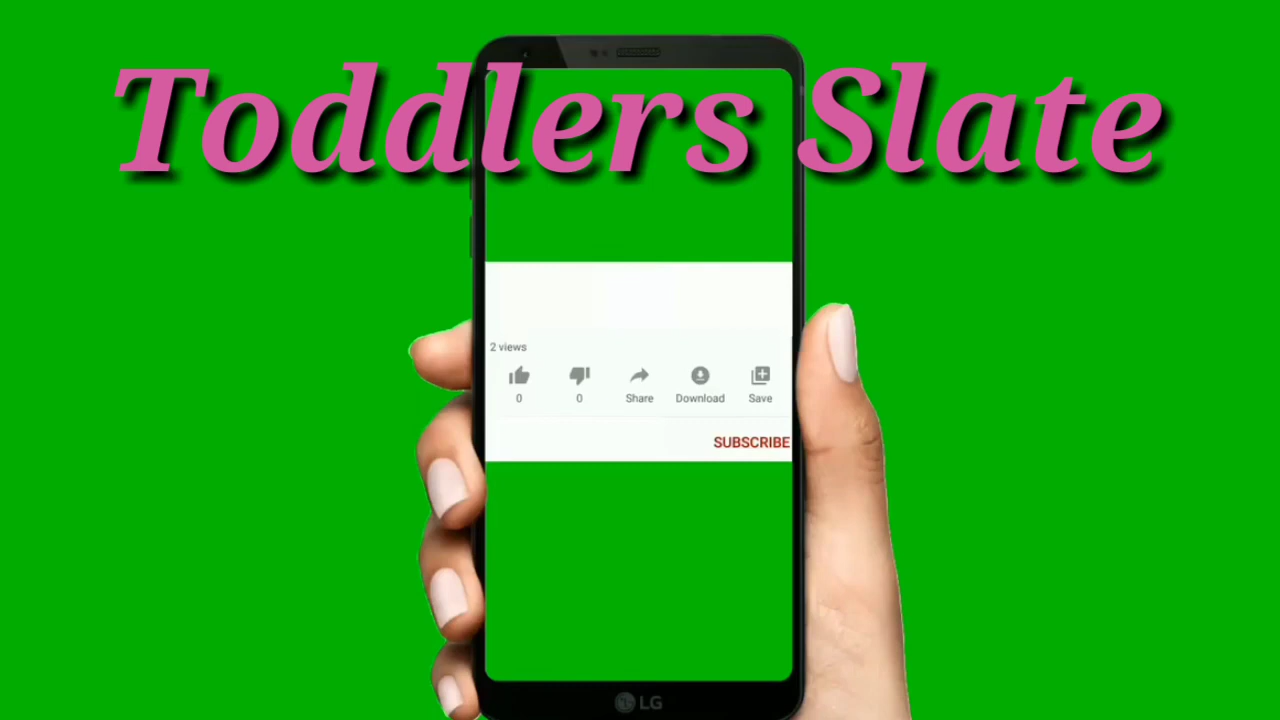 Toddlers Slate
2 views
0 0 Share Download Save
SUBSCRIBE
LG